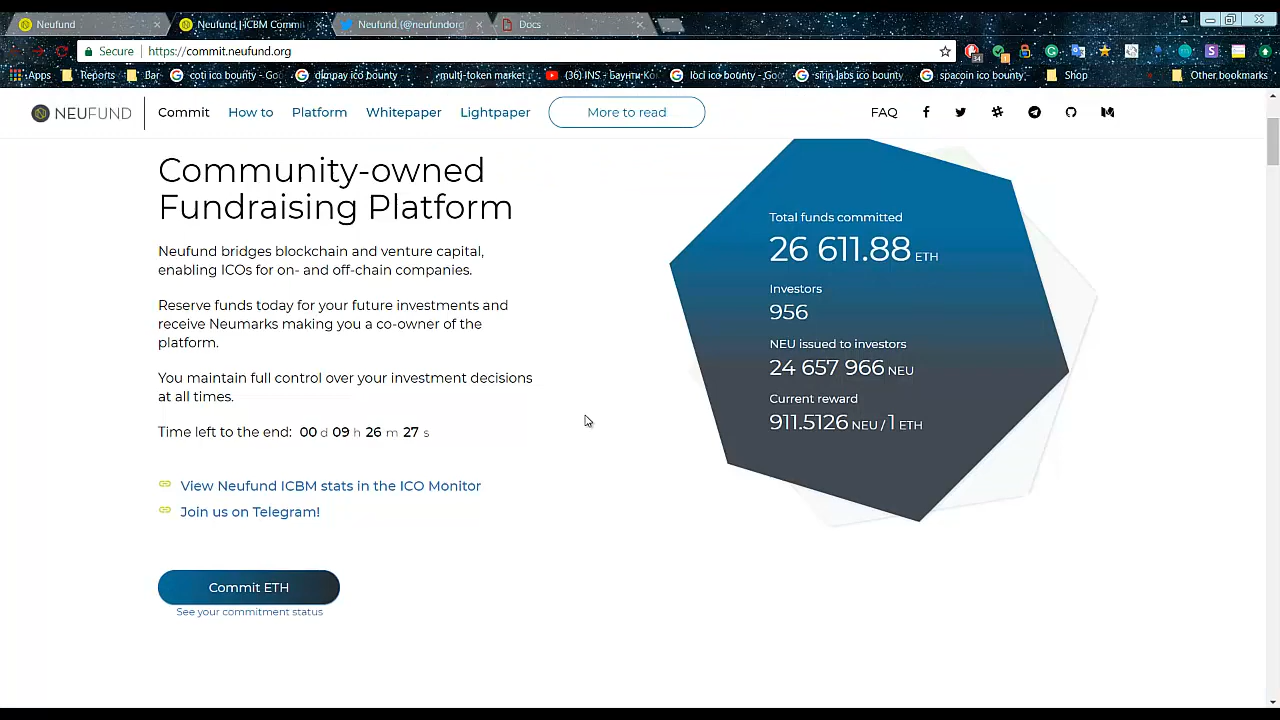 Neufund
Neufund | ICBM Commi
Neufund (@neufundorg
Docs
Secure
https://commit.neufund.org
34
1
Apps
Reports
Bar
coti ico bounty - Go
dimpay ico bounty
multi-token market
(36) INS -
loci ico bounty - Go
sirin labs ico bounty
spacoin ico bounty
Shop
»
Other bookmarks
NEUFUND
Commit
How to
Platform
Whitepaper
Lightpaper
More to read
FAQ
Community-owned
Fundraising Platform
Neufund bridges blockchain and venture capital,
enabling ICOs for on- and off-chain companies.
Reserve funds today for your future investments and
receive Neumarks making you a co-owner of the
platform.
You maintain full control over your investment decisions
at all times.
Time left to the end: 00 d 09 h 26 m 27 s
View Neufund ICBM stats in the ICO Monitor
Join us on Telegram!
Commit ETH
See your commitment status
Total funds committed
26 611.88 ETH
Investors
956
NEU issued to investors
24 657 966 NEU
Current reward
911.5126 NEU / 1 ETH